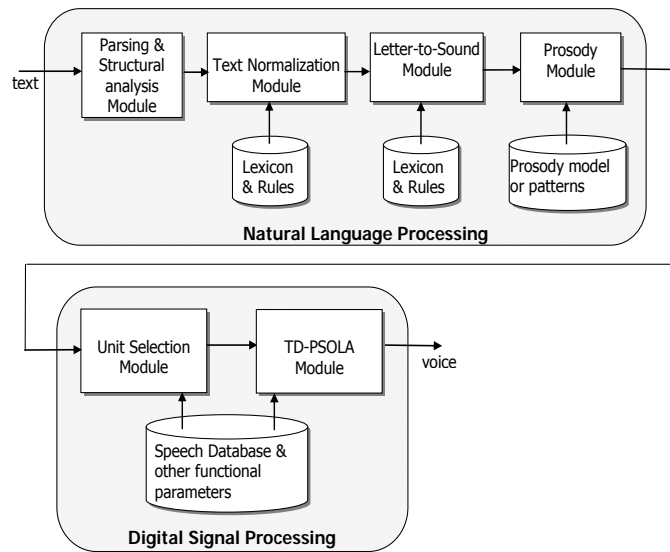 text
Parsing &
Structural
analysis
Module
Text Normalization
Module
Letter-to-Sound
Module
Prosody
Module
Lexicon
& Rules
Lexicon
& Rules
Prosody model
or patterns
Natural Language Processing
Unit Selection
Module
TD-PSOLA
Module
voice
Speech Database &
other functional
parameters
Digital Signal Processing